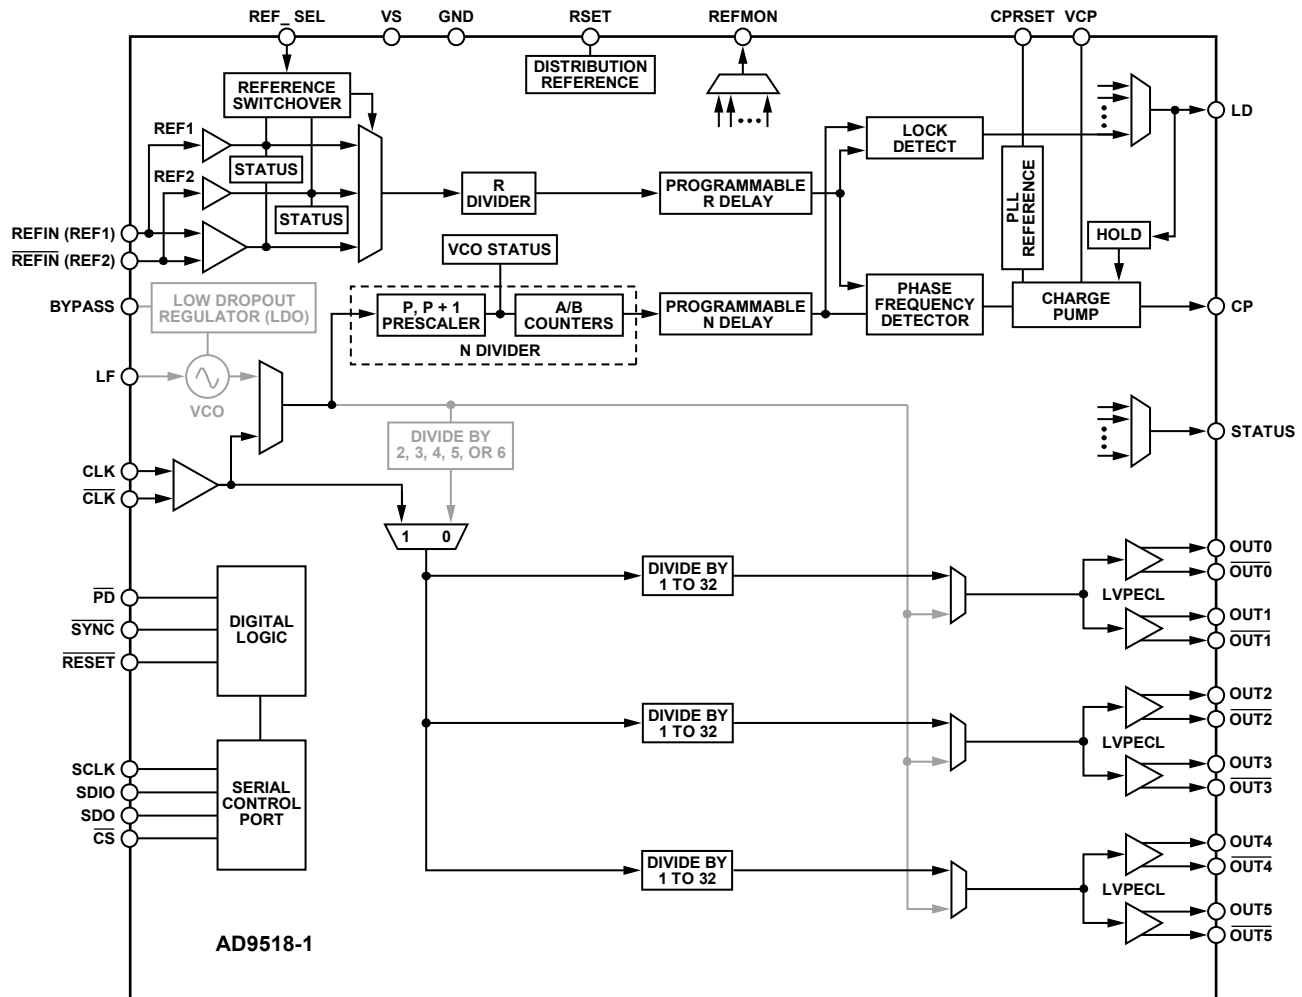 REF_ SEL
VS
GND
RSET
REFMON
CPRSET
VCP
DISTRIBUTION
REFERENCE
REFERENCE
SWITCHOVER
REF1
STATUS
REF2
STATUS
REFIN (REF1)
REFIN (REF2)
R
DIVIDER
PROGRAMMABLE
R DELAY
LOCK
DETECT
LD
PLL
REFERENCE
HOLD
VCO STATUS
BYPASS
LOW DROPOUT
REGULATOR (LDO)
P, P + 1
PRESCALER
A/B
COUNTERS
N DIVIDER
PROGRAMMABLE
N DELAY
PHASE
FREQUENCY
DETECTOR
CHARGE
PUMP
CP
LF
VCO
DIVIDE BY
2, 3, 4, 5, OR 6
STATUS
CLK
CLK
1 0
DIVIDE BY
1 TO 32
LVPECL
OUT0
OUT0
OUT1
OUT1
PD
SYNC
RESET
DIGITAL
LOGIC
DIVIDE BY
1 TO 32
LVPECL
OUT2
OUT2
OUT3
OUT3
SCLK
SDIO
SDO
CS
SERIAL
CONTROL
PORT
DIVIDE BY
1 TO 32
LVPECL
OUT4
OUT4
OUT5
OUT5
AD9518-1